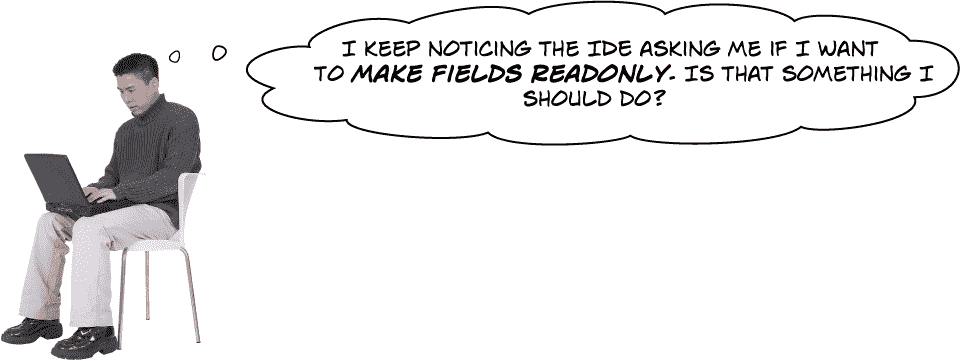 I KEEP NOTICING THE IDE ASKING ME IF I WANT
TO MAKE FIELDS READONLY. IS THAT SOMETHING I
SHOULD DO?